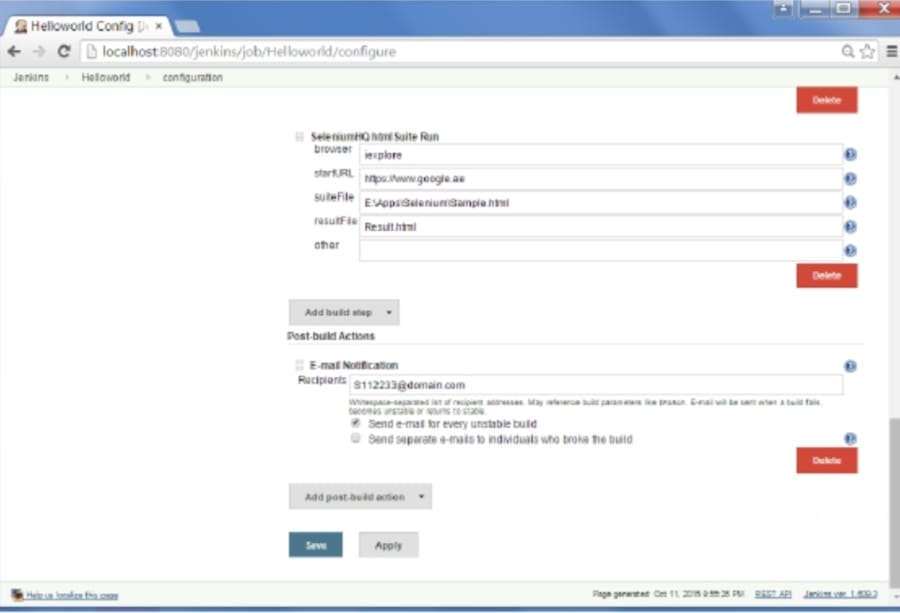 Helloworld Config
localhost:8080/jenkins/job/Helloworld/configure
Jenkins Helloworld configuration
Delete
SeleniumHQ htmlSuite Run
browser iexplore
startURL https://www.google.ae
suiteFile E:\Apps\Selenium\Sample.html
resultFile Result.html
other
Delete
Add build step
Post-build Actions
E-mail Notification
Recipients S112233@domain.com
Whitespace-separated list of recipient addresses. May reference build parameters like $PARAM. E-mail will be sent when a build fails,
becomes unstable or returns to stable.
Send e-mail for every unstable build
Send separate e-mails to individuals who broke the build
Delete
Add post-build action
Save Apply
Help us localize this page Page generated: Oct 11, 2015 9:55:26 PM REST API Jenkins ver. 1.609.3